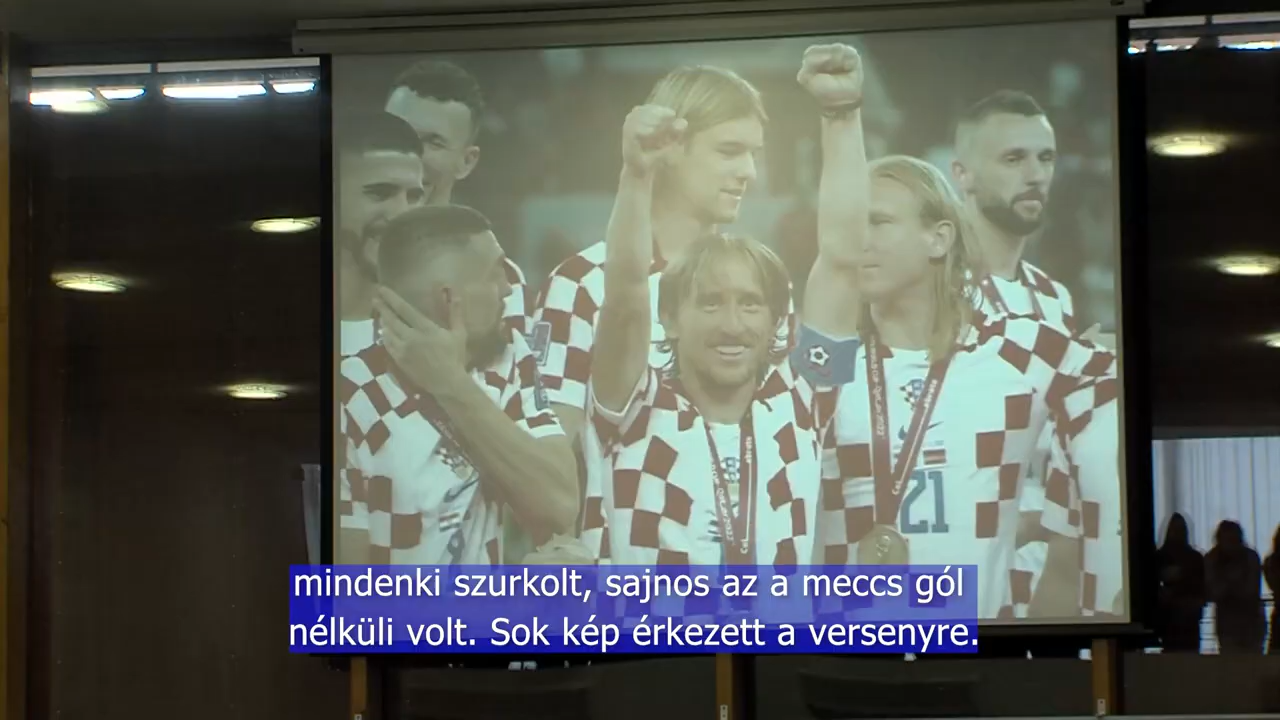 21
mindenki szurkolt, sajnos az a meccs gól
nélküli volt. Sok kép érkezett a versenyre.